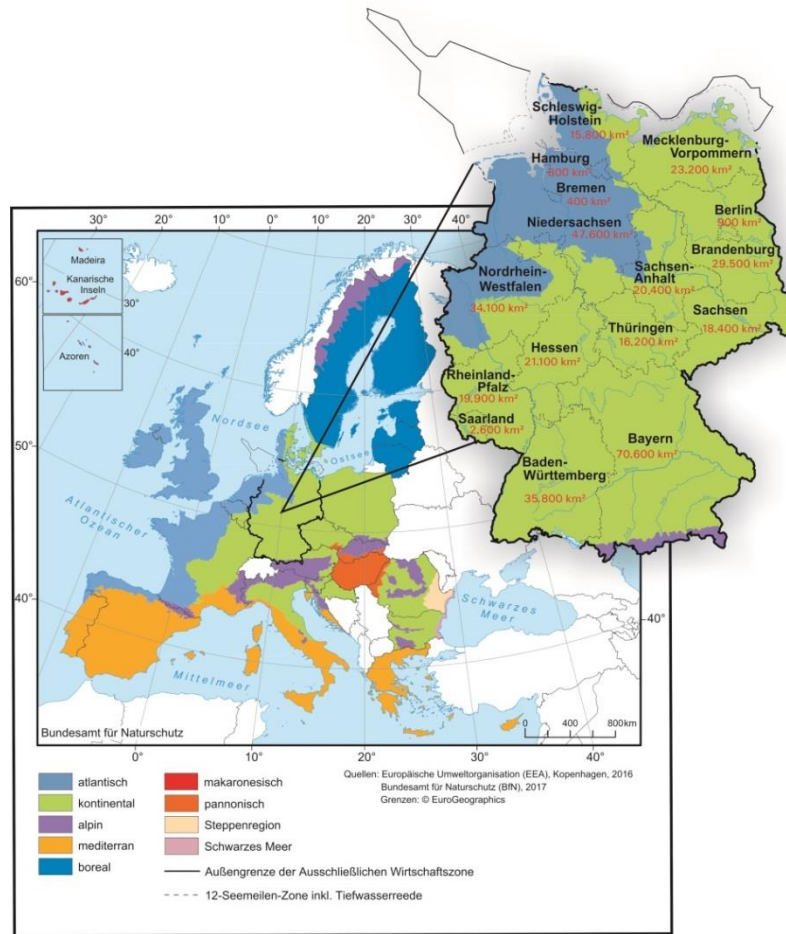 Schleswig-
Holstein
15.800 km²
Mecklenburg-
Vorpommern
23.200 km²
Hamburg
800 km²
Bremen
400 km²
Niedersachsen
47.600 km²
Berlin
900 km²
Brandenburg
29.500 km²
Sachsen-
Anhalt
20.400 km²
Nordrhein-
Westfalen
34.100 km²
Sachsen
18.400 km²
Thüringen
16.200 km²
Hessen
21.100 km²
Rheinland-
Pfalz
19.900 km²
Saarland
2.600 km²
Bayern
70.600 km²
Baden-
Württemberg
35.800 km²
30° 20° 10° 0° 10° 20° 30° 40°
Madeira
Kanarische
Inseln
30°
Azoren
40°
60°
50°
40°
40°
Nordsee
Ostsee
Atlantischer
Ozean
Schwarzes
Meer
Mittelmeer
0 400 800km
Bundesamt für Naturschutz
0° 10° 20° 30° 40°
Quellen: Europäische Umweltorganisation (EEA), Kopenhagen, 2016
Bundesamt für Naturschutz (BfN), 2017
Grenzen: © EuroGeographics
atlantisch
kontinental
alpin
mediterran
boreal
makaronesisch
pannonisch
Steppenregion
Schwarzes Meer
Außengrenze der Ausschließlichen Wirtschaftszone
12-Seemeilen-Zone inkl. Tiefwasserreede